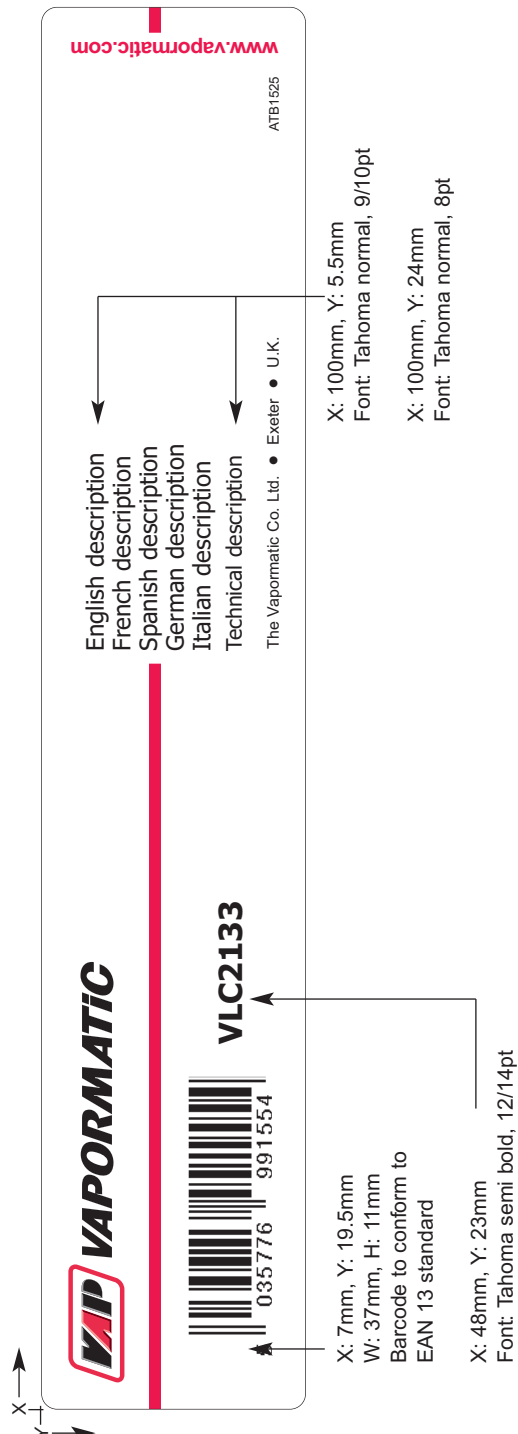 X
Y
VAP VAPORMATiC
www.vapormatic.com
English description
French description
Spanish description
German description
Italian description
Technical description
VLC2133
035776 991554
The Vapormatic Co. Ltd. ● Exeter ● U.K.
ATB1525
X: 7mm, Y: 19.5mm
W: 37mm, H: 11mm
Barcode to conform to
EAN 13 standard
X: 48mm, Y: 23mm
Font: Tahoma semi bold, 12/14pt
X: 100mm, Y: 5.5mm
Font: Tahoma normal, 9/10pt
X: 100mm, Y: 24mm
Font: Tahoma normal, 8pt